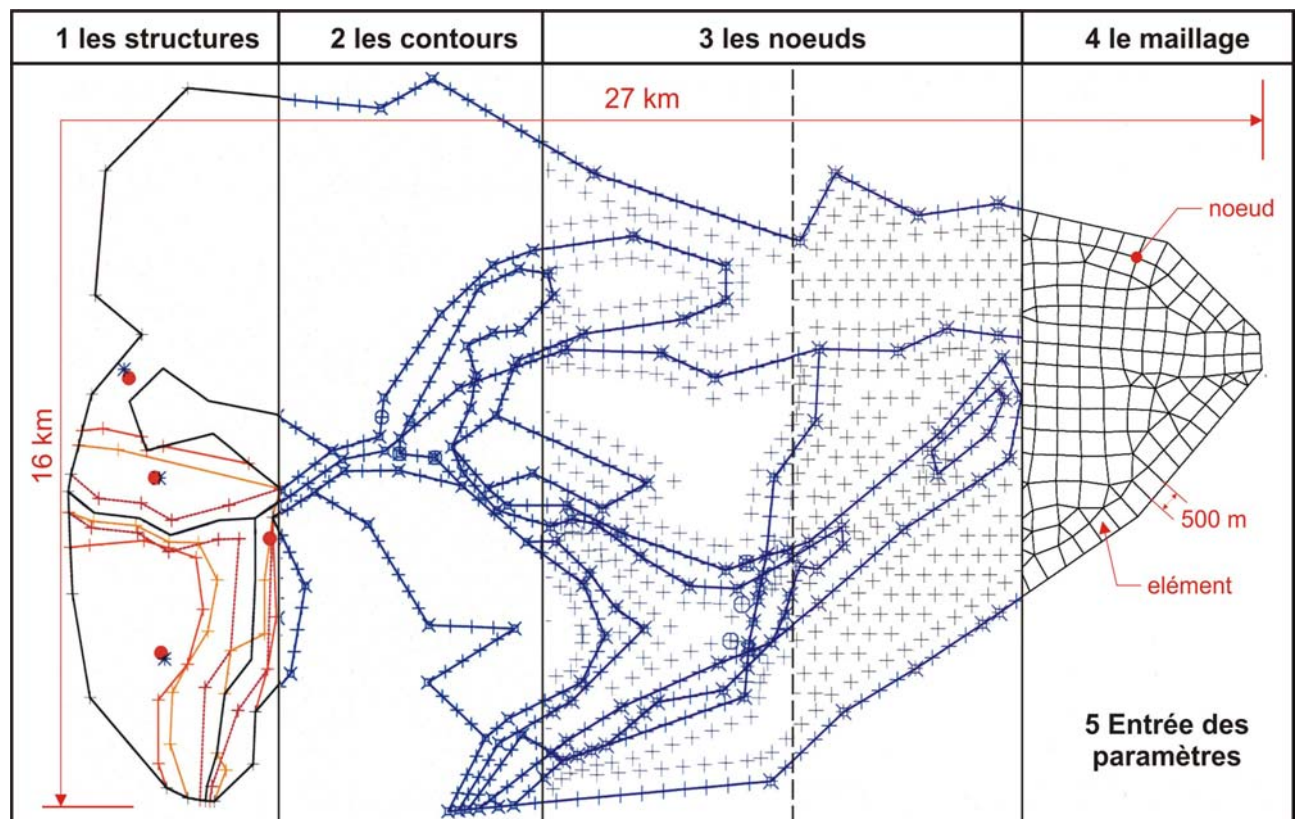 1 les structures
2 les contours
3 les noeuds
4 le maillage
27 km
noeud
16 km
500 m
elément
5 Entrée des
paramètres